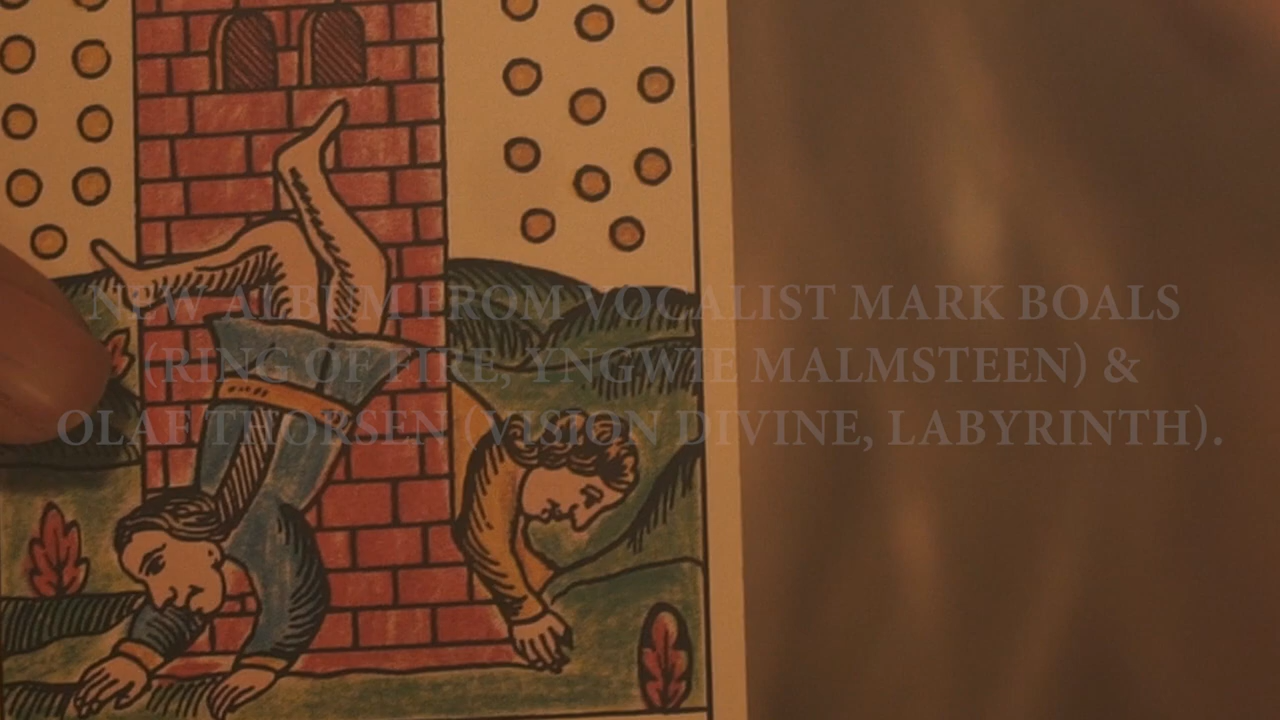 NEW ALBUM FROM VOCALIST MARK BOALS
(RING OF FIRE, YNGWIE MALMSTEEN) &
OLAF THORSEN (VISION DIVINE, LABYRINTH).